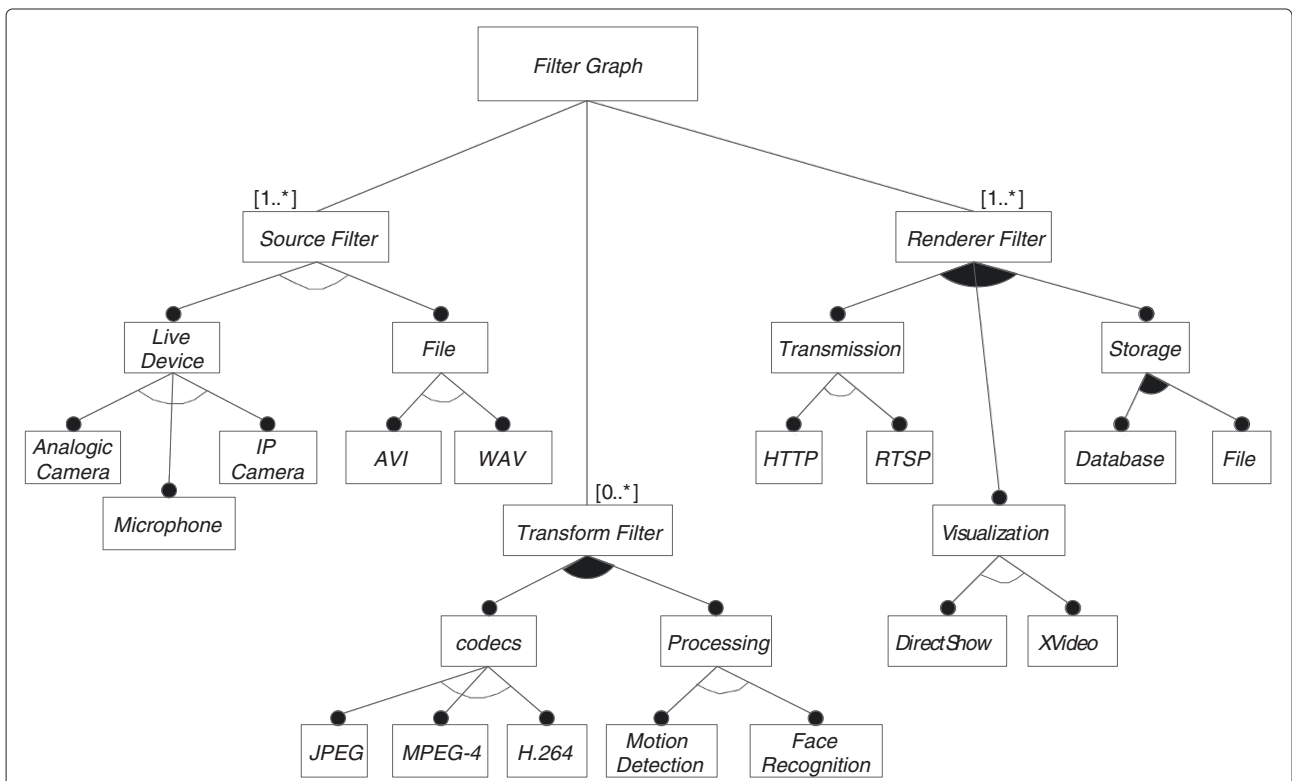 Filter Graph
[1..*]
[1..*]
Source Filter
Renderer Filter
Live
Device
File
Transmission
Storage
Analogic
Camera
IP
Camera
AVI
WAV
HTTP
RTSP
Database
File
Microphone
[0..*]
Transform Filter
Visualization
codecs
Processing
DirectShow
XVideo
JPEG
MPEG-4
H.264
Motion
Detection
Face
Recognition